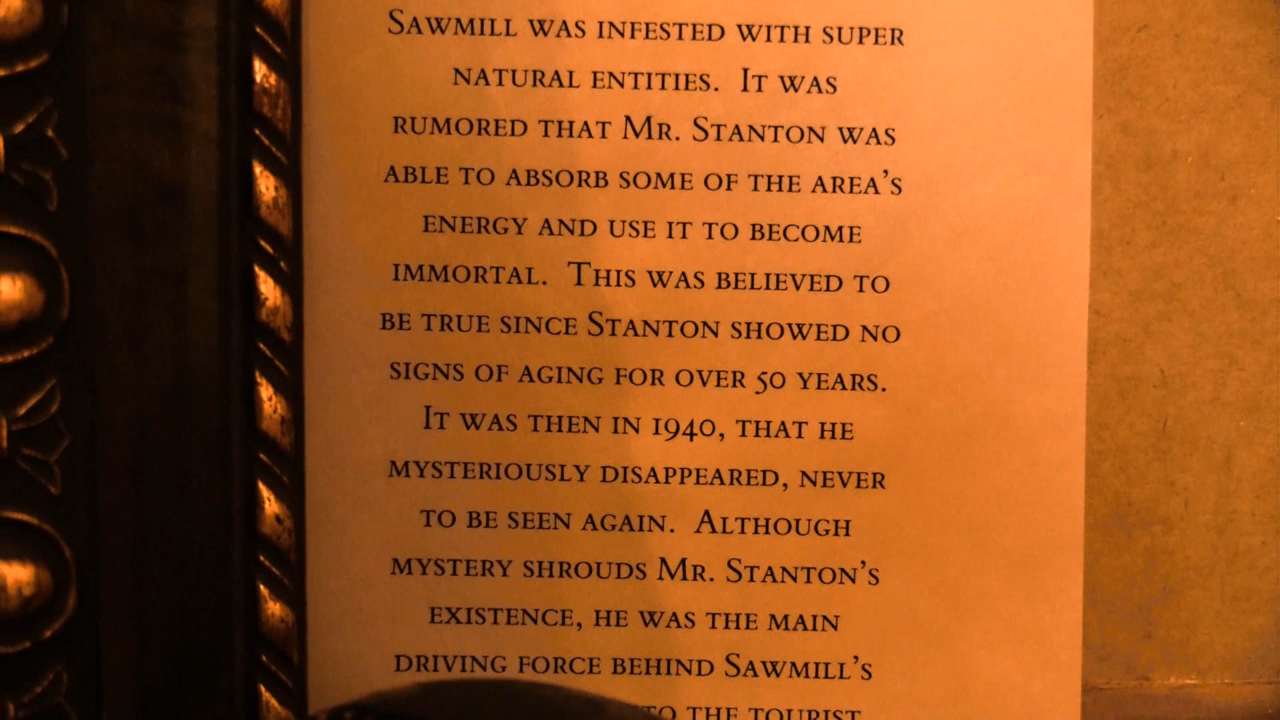 Sawmill was infested with super
natural entities. It was
rumored that Mr. Stanton was
able to absorb some of the area's
energy and use it to become
immortal. This was believed to
be true since Stanton showed no
signs of aging for over 50 years.
It was then in 1940, that he
mysteriously disappeared, never
to be seen again. Although
mystery shrouds Mr. Stanton's
existence, he was the main
driving force behind Sawmill's
to the tourist